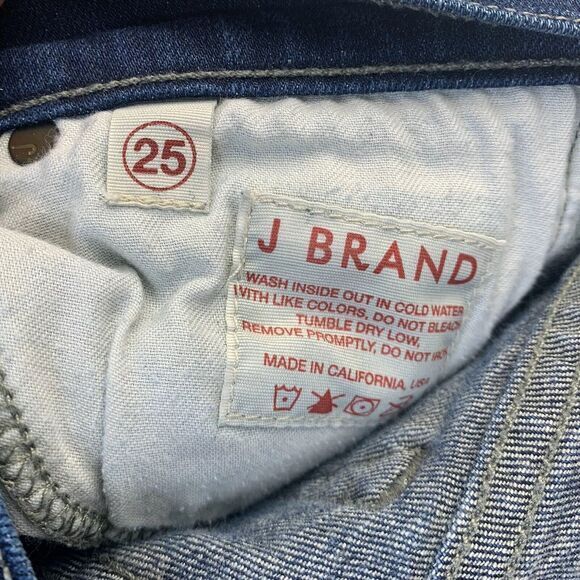 25
J BRAND
WASH INSIDE OUT IN COLD WATER
WITH LIKE COLORS, DO NOT BLEACH
TUMBLE DRY LOW,
REMOVE PROMPTLY, DO NOT IRON
MADE IN CALIFORNIA, USA